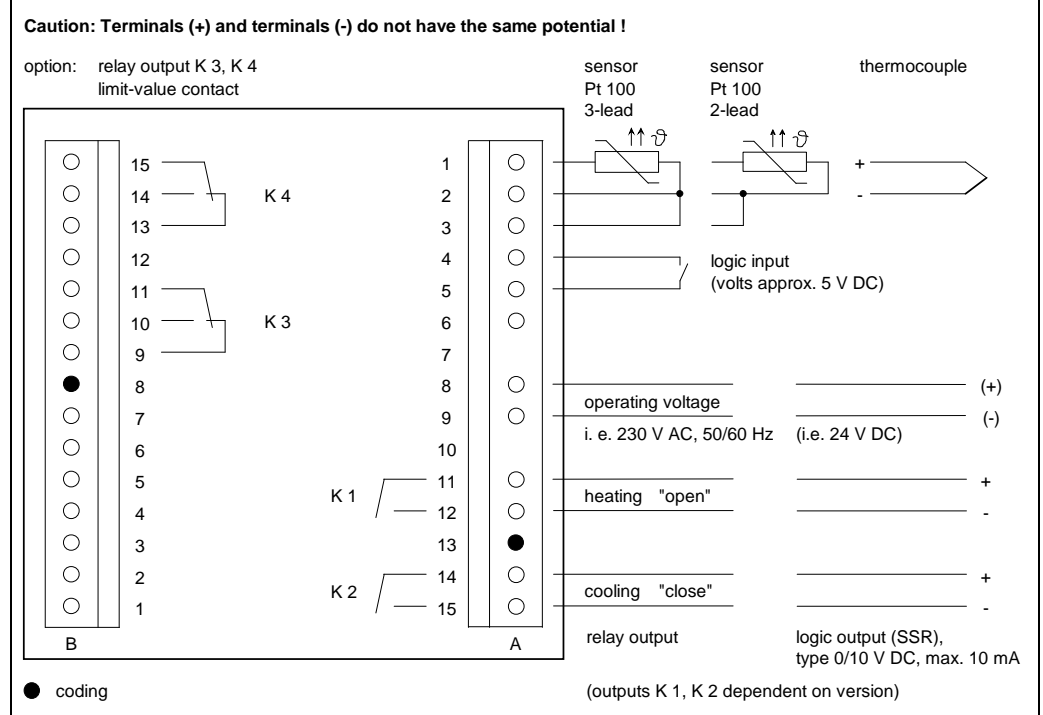 Caution: Terminals (+) and terminals (-) do not have the same potential !
option: relay output K 3, K 4
limit-value contact
sensor
Pt 100
3-lead
sensor
Pt 100
2-lead
thermocouple
ϑ
ϑ
15
14
13
12
11
10
9
8
7
6
5
4
3
2
1
B
K 4
K 3
K 1
K 2
1
2
3
4
5
6
7
8
9
10
11
12
13
14
15
A
+
-
logic input
(volts approx. 5 V DC)
(+)
operating voltage
(-)
i. e. 230 V AC, 50/60 Hz (i.e. 24 V DC)
+
heating "open"
-
+
cooling "close"
-
relay output
logic output (SSR),
type 0/10 V DC, max. 10 mA
coding
(outputs K 1, K 2 dependent on version)